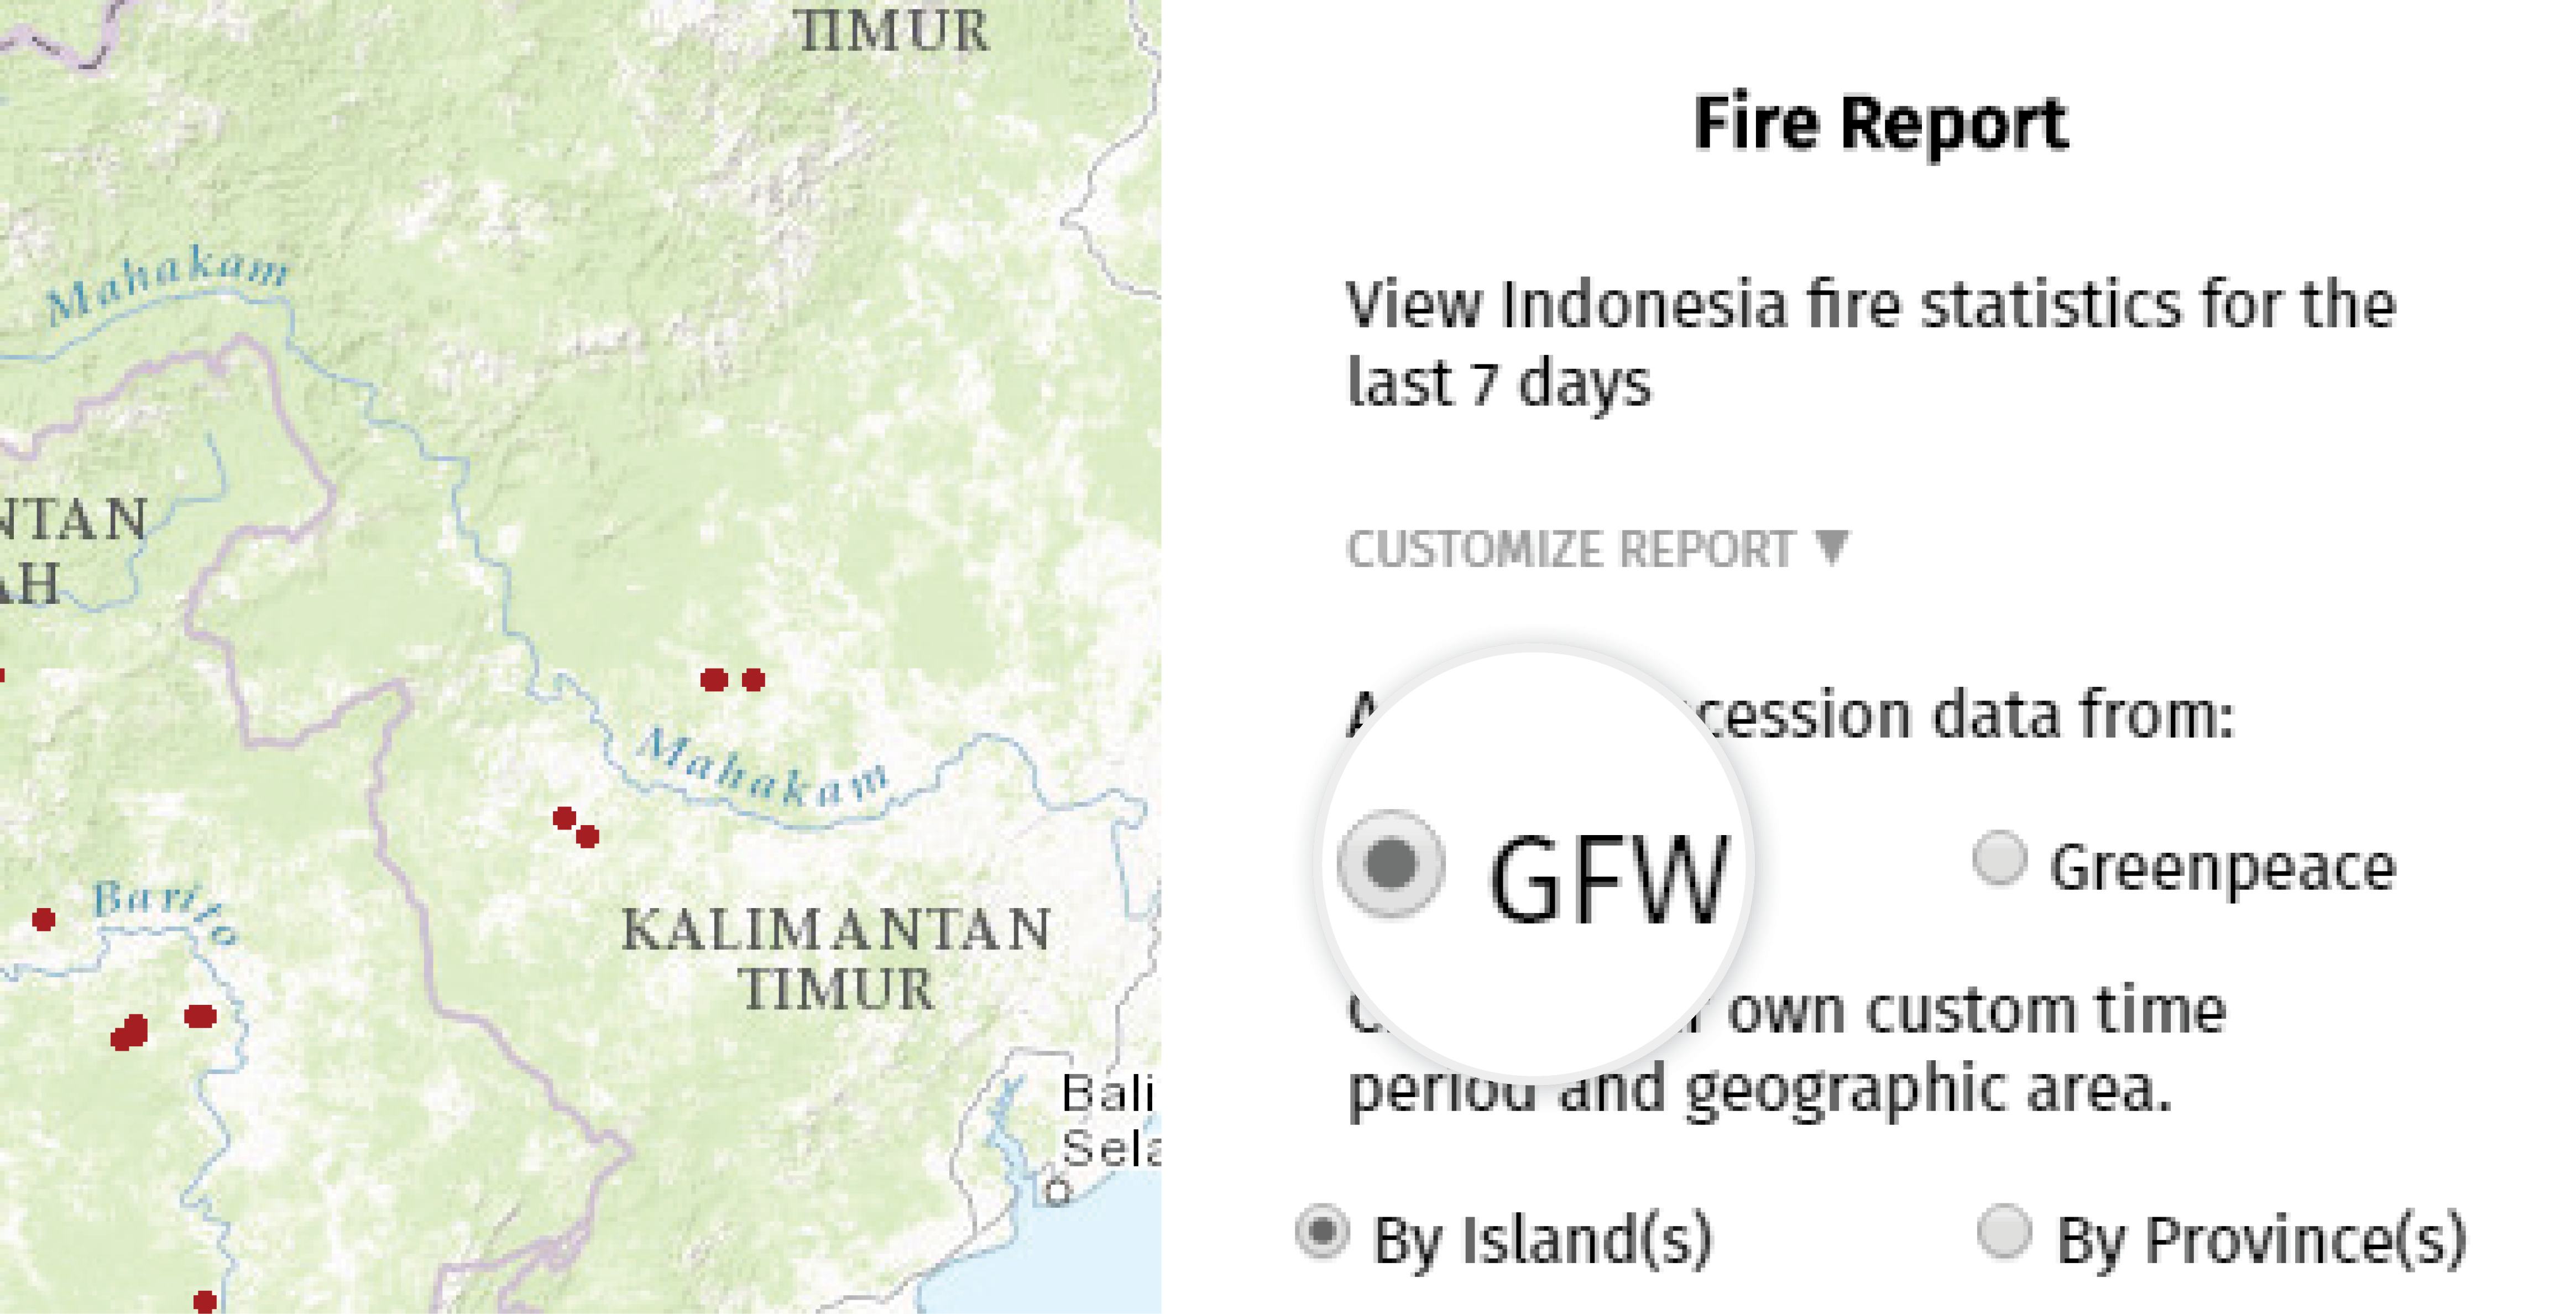 TIMUR
Mahakam
NTAN
AH
Mahakam
Barito
KALIMANTAN
TIMUR
Bali
Sela
Fire Report
View Indonesia fire statistics for the
last 7 days
CUSTOMIZE REPORT ▼
cession data from:
GFW
Greenpeace
own custom time
period and geographic area.
By Island(s)
By Province(s)